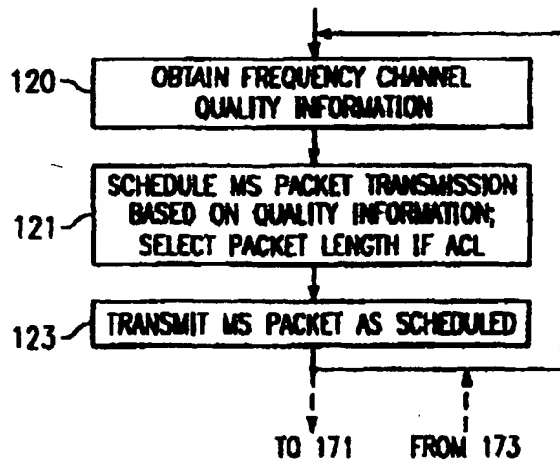 120
OBTAIN FREQUENCY CHANNEL
QUALITY INFORMATION
121
SCHEDULE MS PACKET TRANSMISSION
BASED ON QUALITY INFORMATION;
SELECT PACKET LENGTH IF ACL
123
TRANSMIT MS PACKET AS SCHEDULED
TO 171 FROM 173